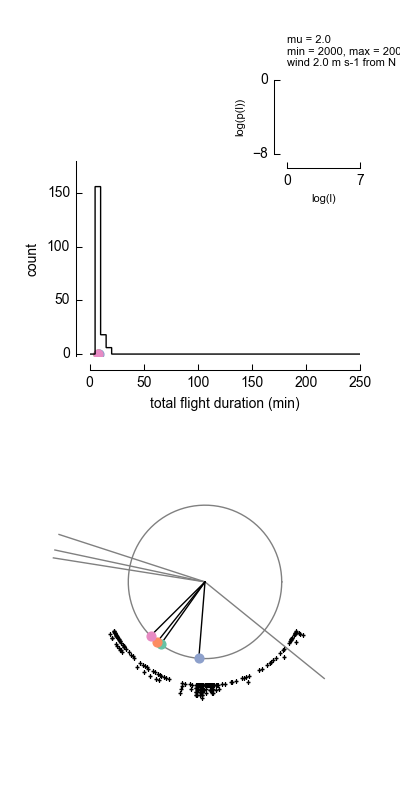 mu = 2.0
min = 2000, max = 200
wind 2.0 m s-1 from N
0
log(p(l))
−8
0 7
log(l)
150
100
50
0
count
0 50 100 150 200 250
total flight duration (min)